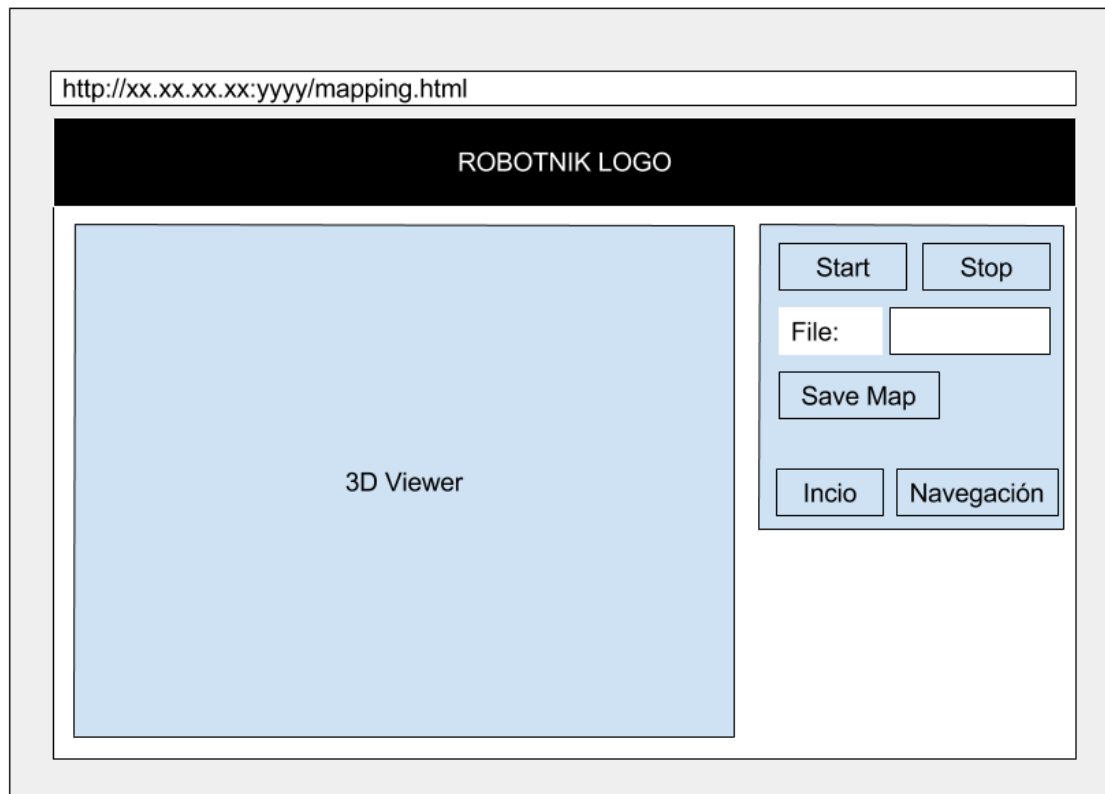 http://xx.xx.xx.xx:yyyy/mapping.html
ROBOTNIK LOGO
3D Viewer
Start Stop
File:
Save Map
Incio Navegación